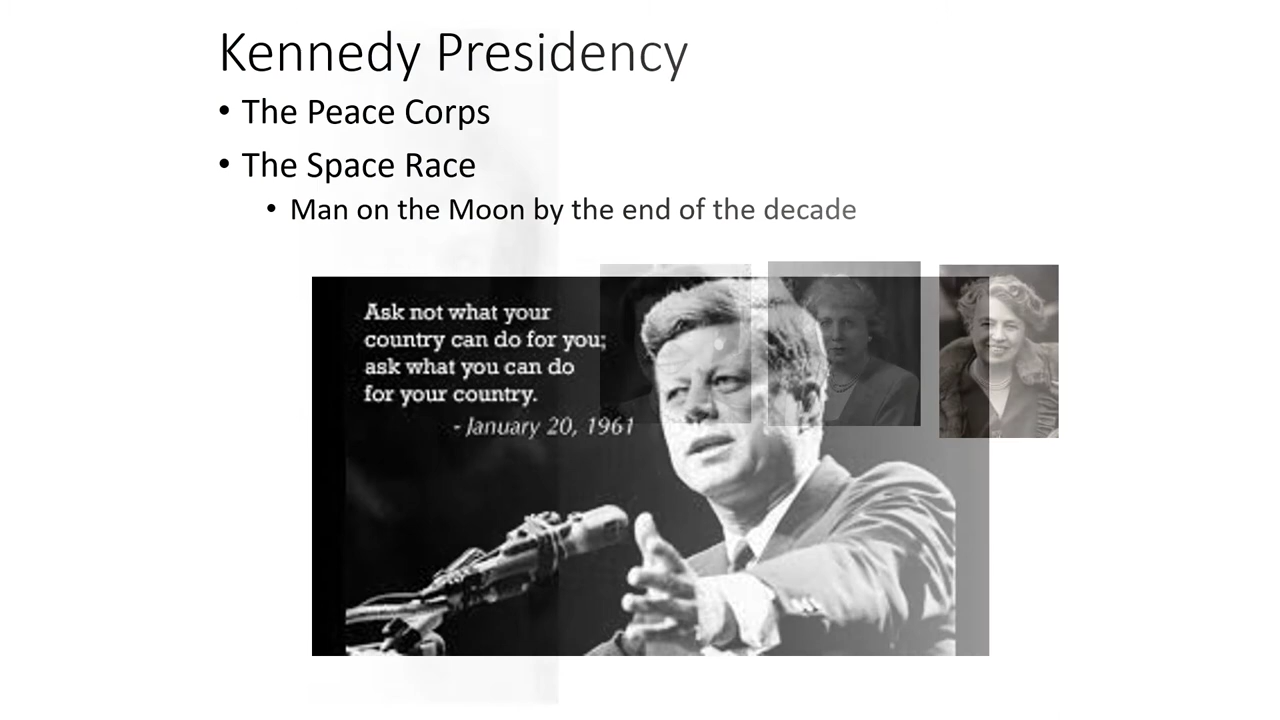 Kennedy Presidency
• The Peace Corps
• The Space Race
• Man on the Moon by the end of the decade
Ask not what your
country can do for you;
ask what you can do
for your country.
- January 20, 1961